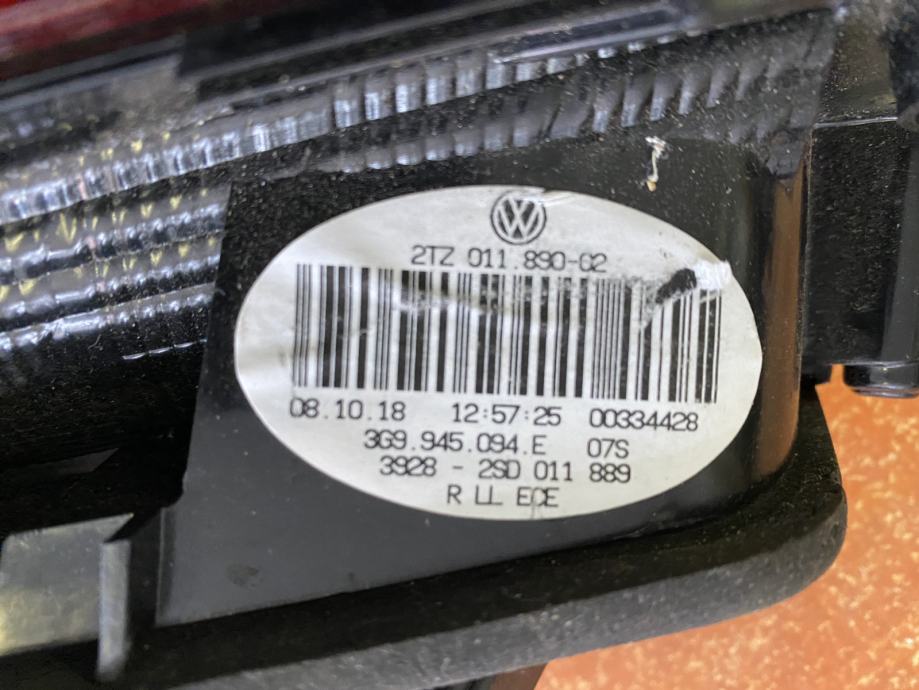 2TZ 011.890-02
08.10.18 12:57:25 00334428
3G9.945.094.E 07S
3928 - 2SD 011 889
R LL ECE